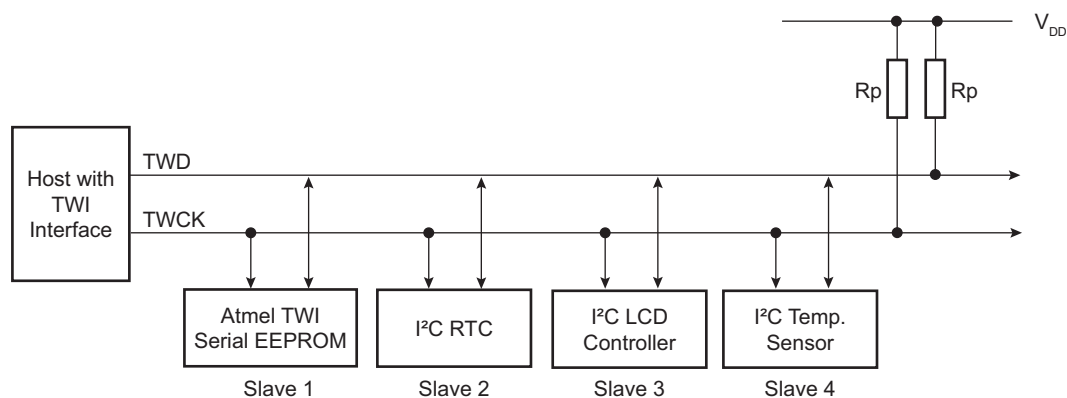 V_DD
Rp
Rp
Host with
TWI
Interface
TWD
TWCK
Atmel TWI
Serial EEPROM
I²C RTC
I²C LCD
Controller
I²C Temp.
Sensor
Slave 1
Slave 2
Slave 3
Slave 4